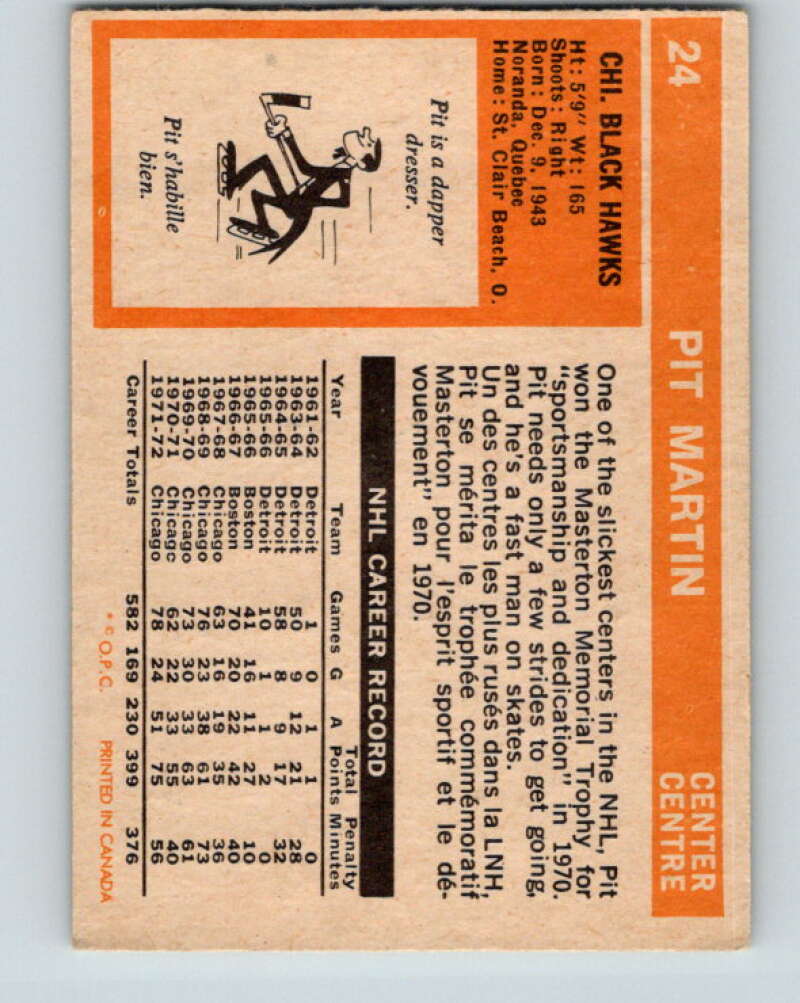 24 PIT MARTIN CENTER
CENTRE
CHI. BLACK HAWKS
Ht: 5'9" Wt: 165
Shoots: Right
Born: Dec. 9, 1943
Noranda, Quebec
Home: St. Clair Beach, O.
Pit is a dapper
dresser.
Pit s'habille
bien.
One of the slickest centers in the NHL, Pit
won the Masterton Memorial Trophy for
"sportsmanship and dedication" in 1970.
Pit needs only a few strides to get going,
and he's a fast man on skates.
Un des centres les plus rusés dans la LNH,
Pit se mérita le trophée commémoratif
Masterton pour l'esprit sportif et le dé-
vouement" en 1970.
NHL CAREER RECORD
Total Penalty
Year Team Games G A Points Minutes
1961-62 Detroit 1 0 1 1 0
1963-64 Detroit 50 9 12 21 28
1964-65 Detroit 58 8 9 17 32
1965-66 Detroit 10 1 1 2 0
1965-66 Boston 41 16 11 27 10
1966-67 Boston 70 20 22 42 40
1967-68 Chicago 63 16 19 35 36
1968-69 Chicago 76 23 38 61 73
1969-70 Chicago 73 30 33 63 61
1970-71 Chicago 62 22 33 55 40
1971-72 Chicago 78 24 51 75 56
Career Totals 582 169 230 399 376
* © O.P.C. PRINTED IN CANADA